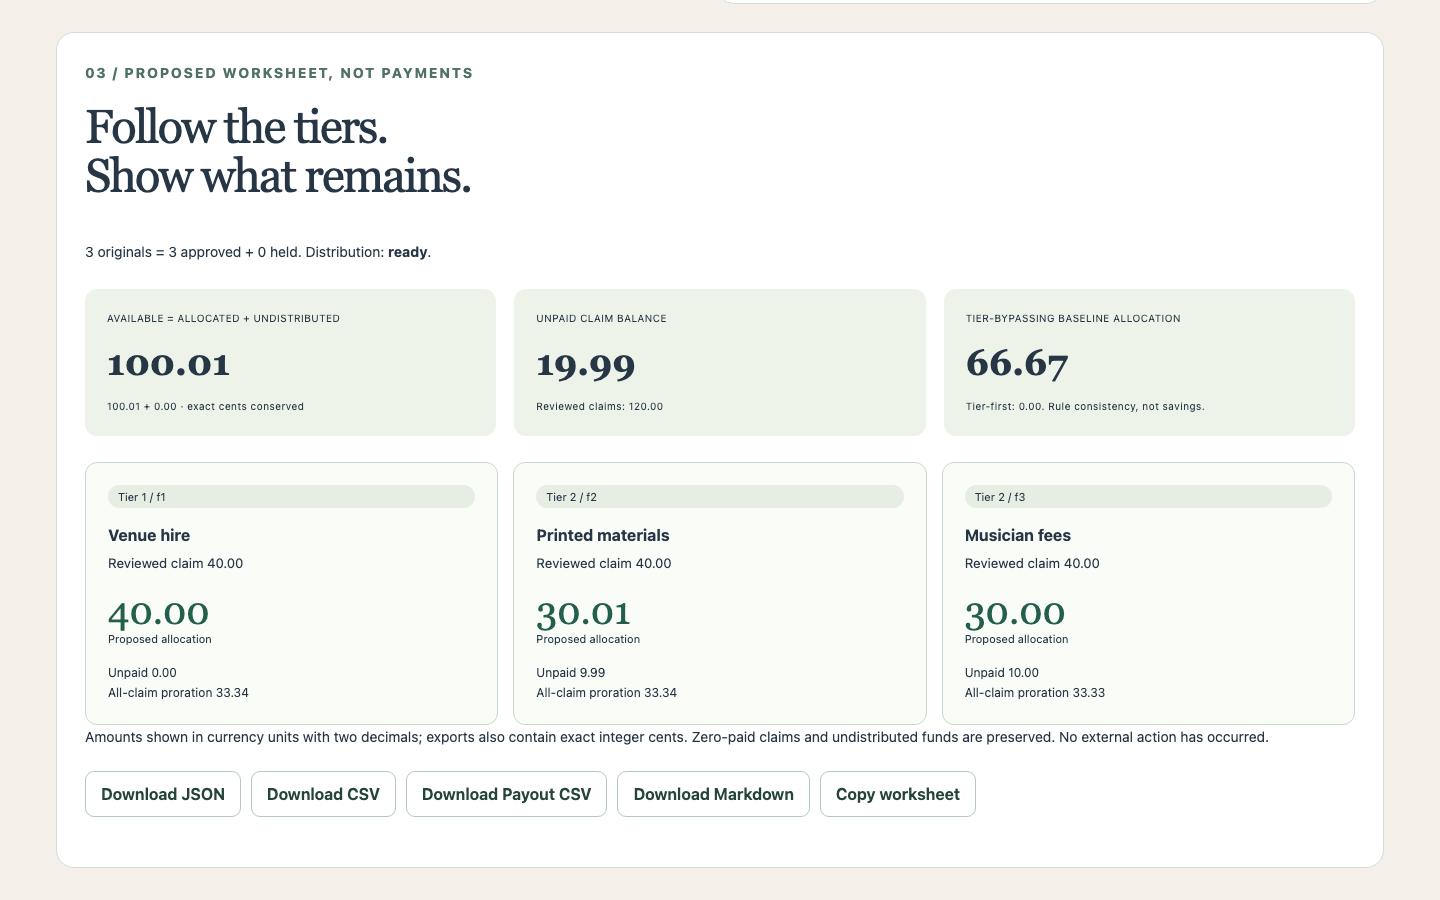 03 / PROPOSED WORKSHEET, NOT PAYMENTS
Follow the tiers.
Show what remains.
3 originals = 3 approved + 0 held. Distribution: ready.
AVAILABLE = ALLOCATED + UNDISTRIBUTED
100.01
100.01 + 0.00 · exact cents conserved
UNPAID CLAIM BALANCE
19.99
Reviewed claims: 120.00
TIER-BYPASSING BASELINE ALLOCATION
66.67
Tier-first: 0.00. Rule consistency, not savings.
Tier 1 / f1
Venue hire
Reviewed claim 40.00
40.00
Proposed allocation
Unpaid 0.00
All-claim proration 33.34
Tier 2 / f2
Printed materials
Reviewed claim 40.00
30.01
Proposed allocation
Unpaid 9.99
All-claim proration 33.34
Tier 2 / f3
Musician fees
Reviewed claim 40.00
30.00
Proposed allocation
Unpaid 10.00
All-claim proration 33.33
Amounts shown in currency units with two decimals; exports also contain exact integer cents. Zero-paid claims and undistributed funds are preserved. No external action has occurred.
Download JSON
Download CSV
Download Payout CSV
Download Markdown
Copy worksheet